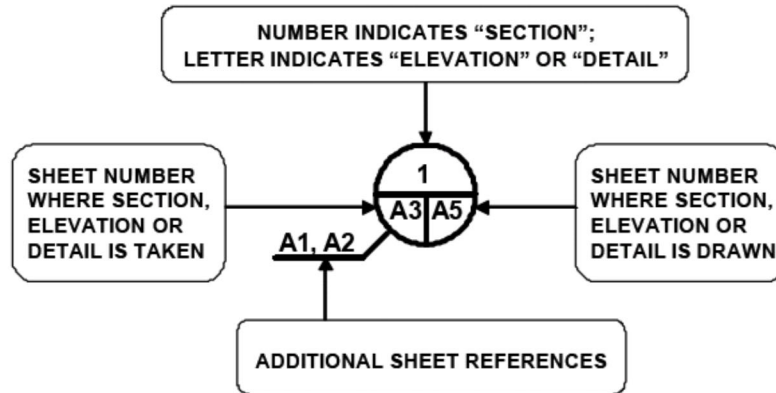 NUMBER INDICATES “SECTION”;
LETTER INDICATES “ELEVATION” OR “DETAIL”
SHEET NUMBER
WHERE SECTION,
ELEVATION OR
DETAIL IS TAKEN
1
A3 A5
A1, A2
SHEET NUMBER
WHERE SECTION,
ELEVATION OR
DETAIL IS DRAWN
ADDITIONAL SHEET REFERENCES